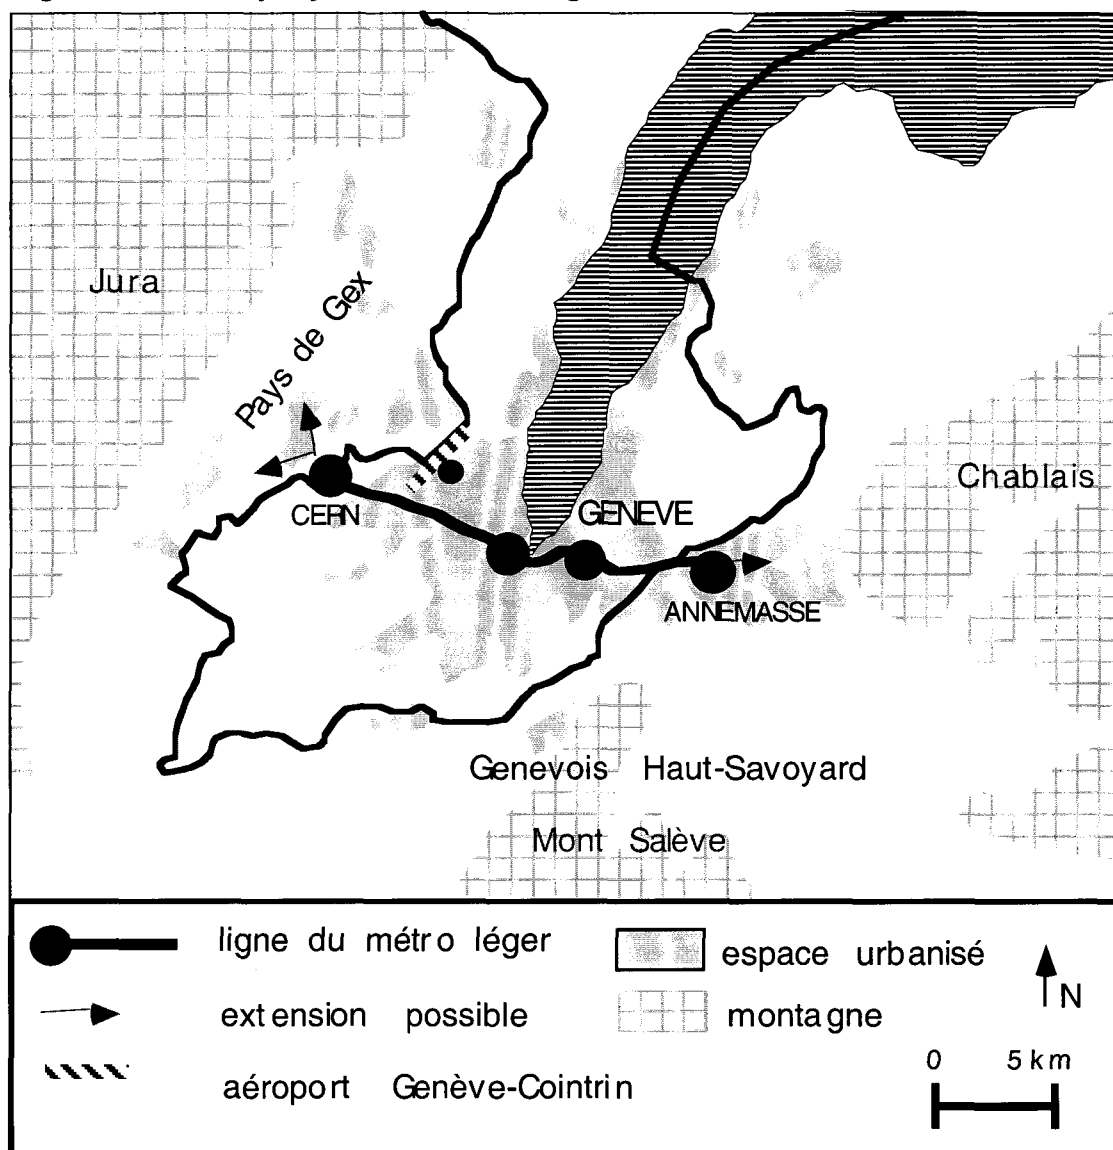 Jura
Pays de Gex
Chablais
CERN
GENEVE
ANNEMASSE
Genevois Haut-Savoyard
Mont Salève
ligne du métro léger
espace urbanisé
N
extension possible
montagne
0 5 km
aéroport Genève-Cointrin